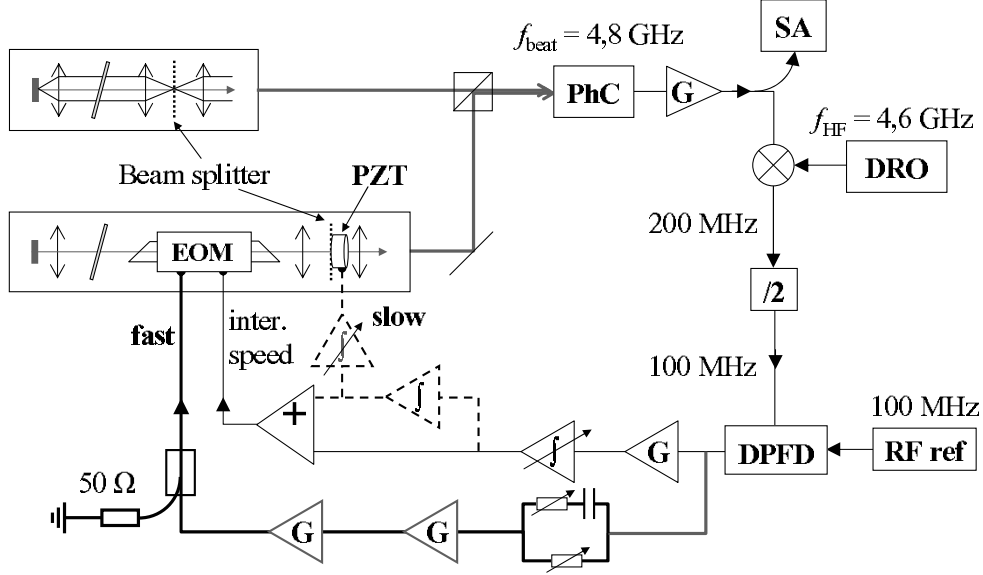 SA
f_beat = 4,8 GHz
PhC
G
f_HF = 4,6 GHz
DRO
Beam splitter
PZT
200 MHz
EOM
/2
fast
inter.
speed
slow
∫
100 MHz
100 MHz
+
∫
∫
G
DPFD
RF ref
50 Ω
G
G